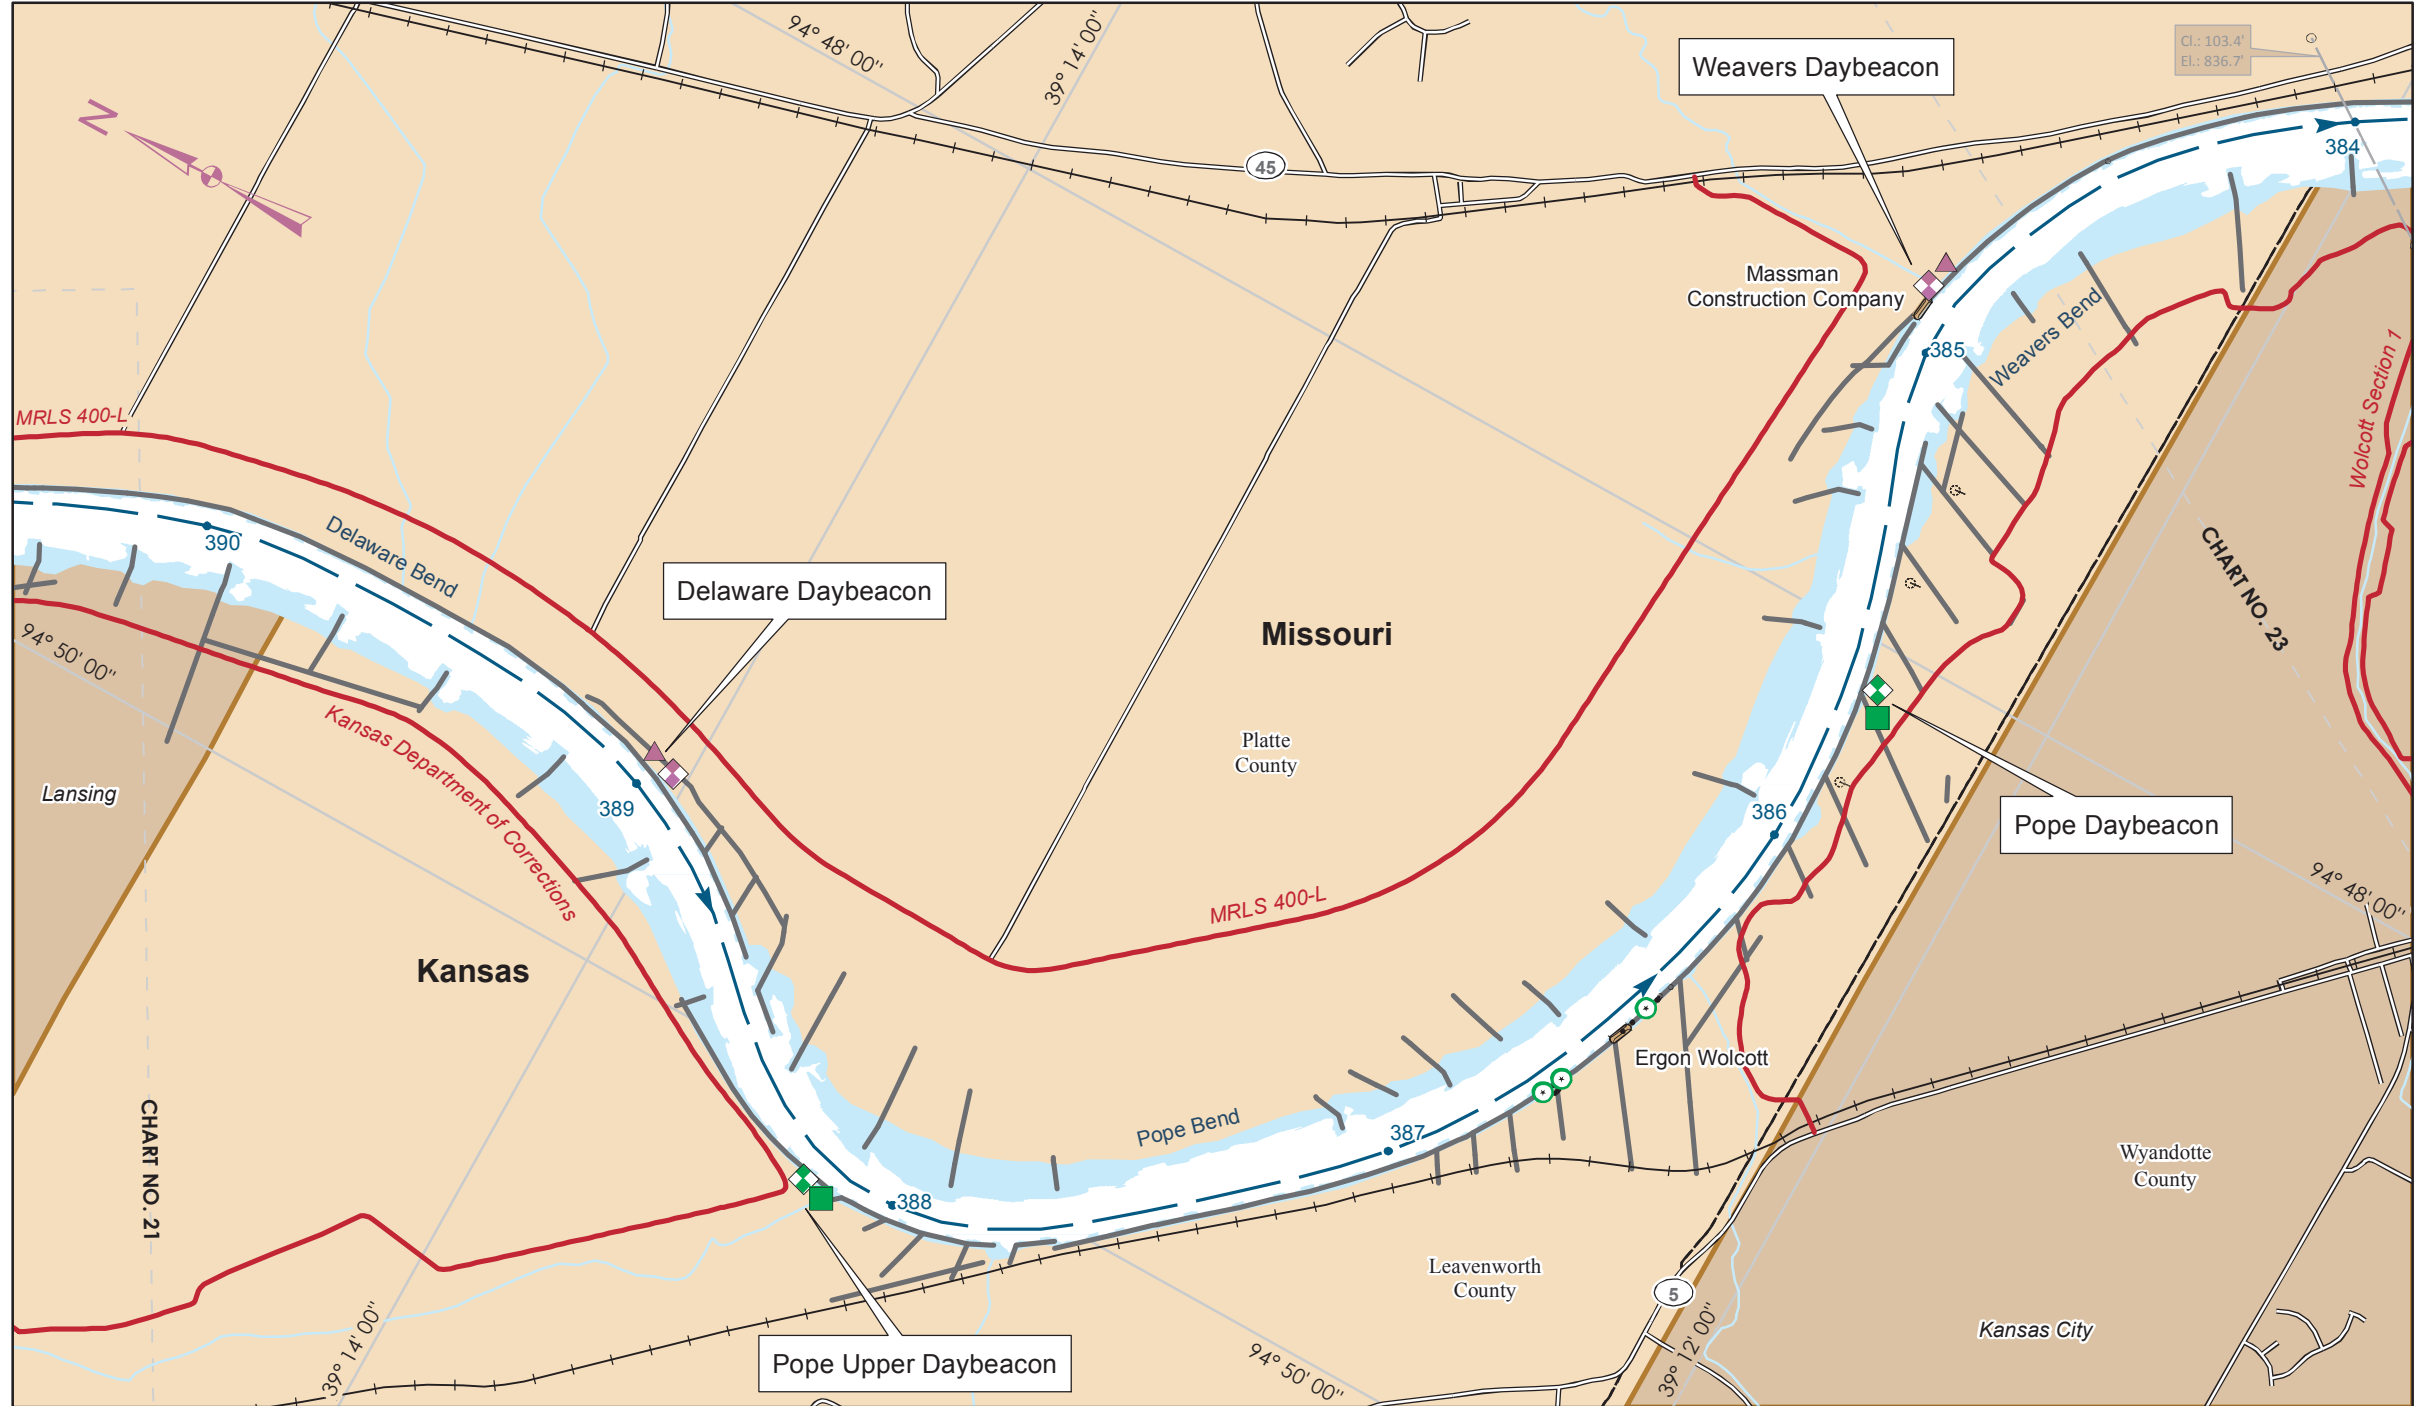 94° 48' 00"
39° 14' 00"
Weavers Daybeacon
Cl.: 103.4'
El.: 836.7'
N
45
384
Massman
Construction Company
385
Weavers Bend
Wolcott Section 1
MRLS 400-L
390
Delaware Bend
Delaware Daybeacon
Missouri
CHART NO. 23
94° 50' 00"
Kansas Department of Corrections
Lansing
389
Platte
County
386
Pope Daybeacon
94° 48' 00"
MRLS 400-L
Kansas
Ergon Wolcott
Pope Bend
387
CHART NO. 21
388
Wyandotte
County
Leavenworth
County
5
Kansas City
39° 14' 00"
Pope Upper Daybeacon
94° 50' 00"
39° 12' 00"